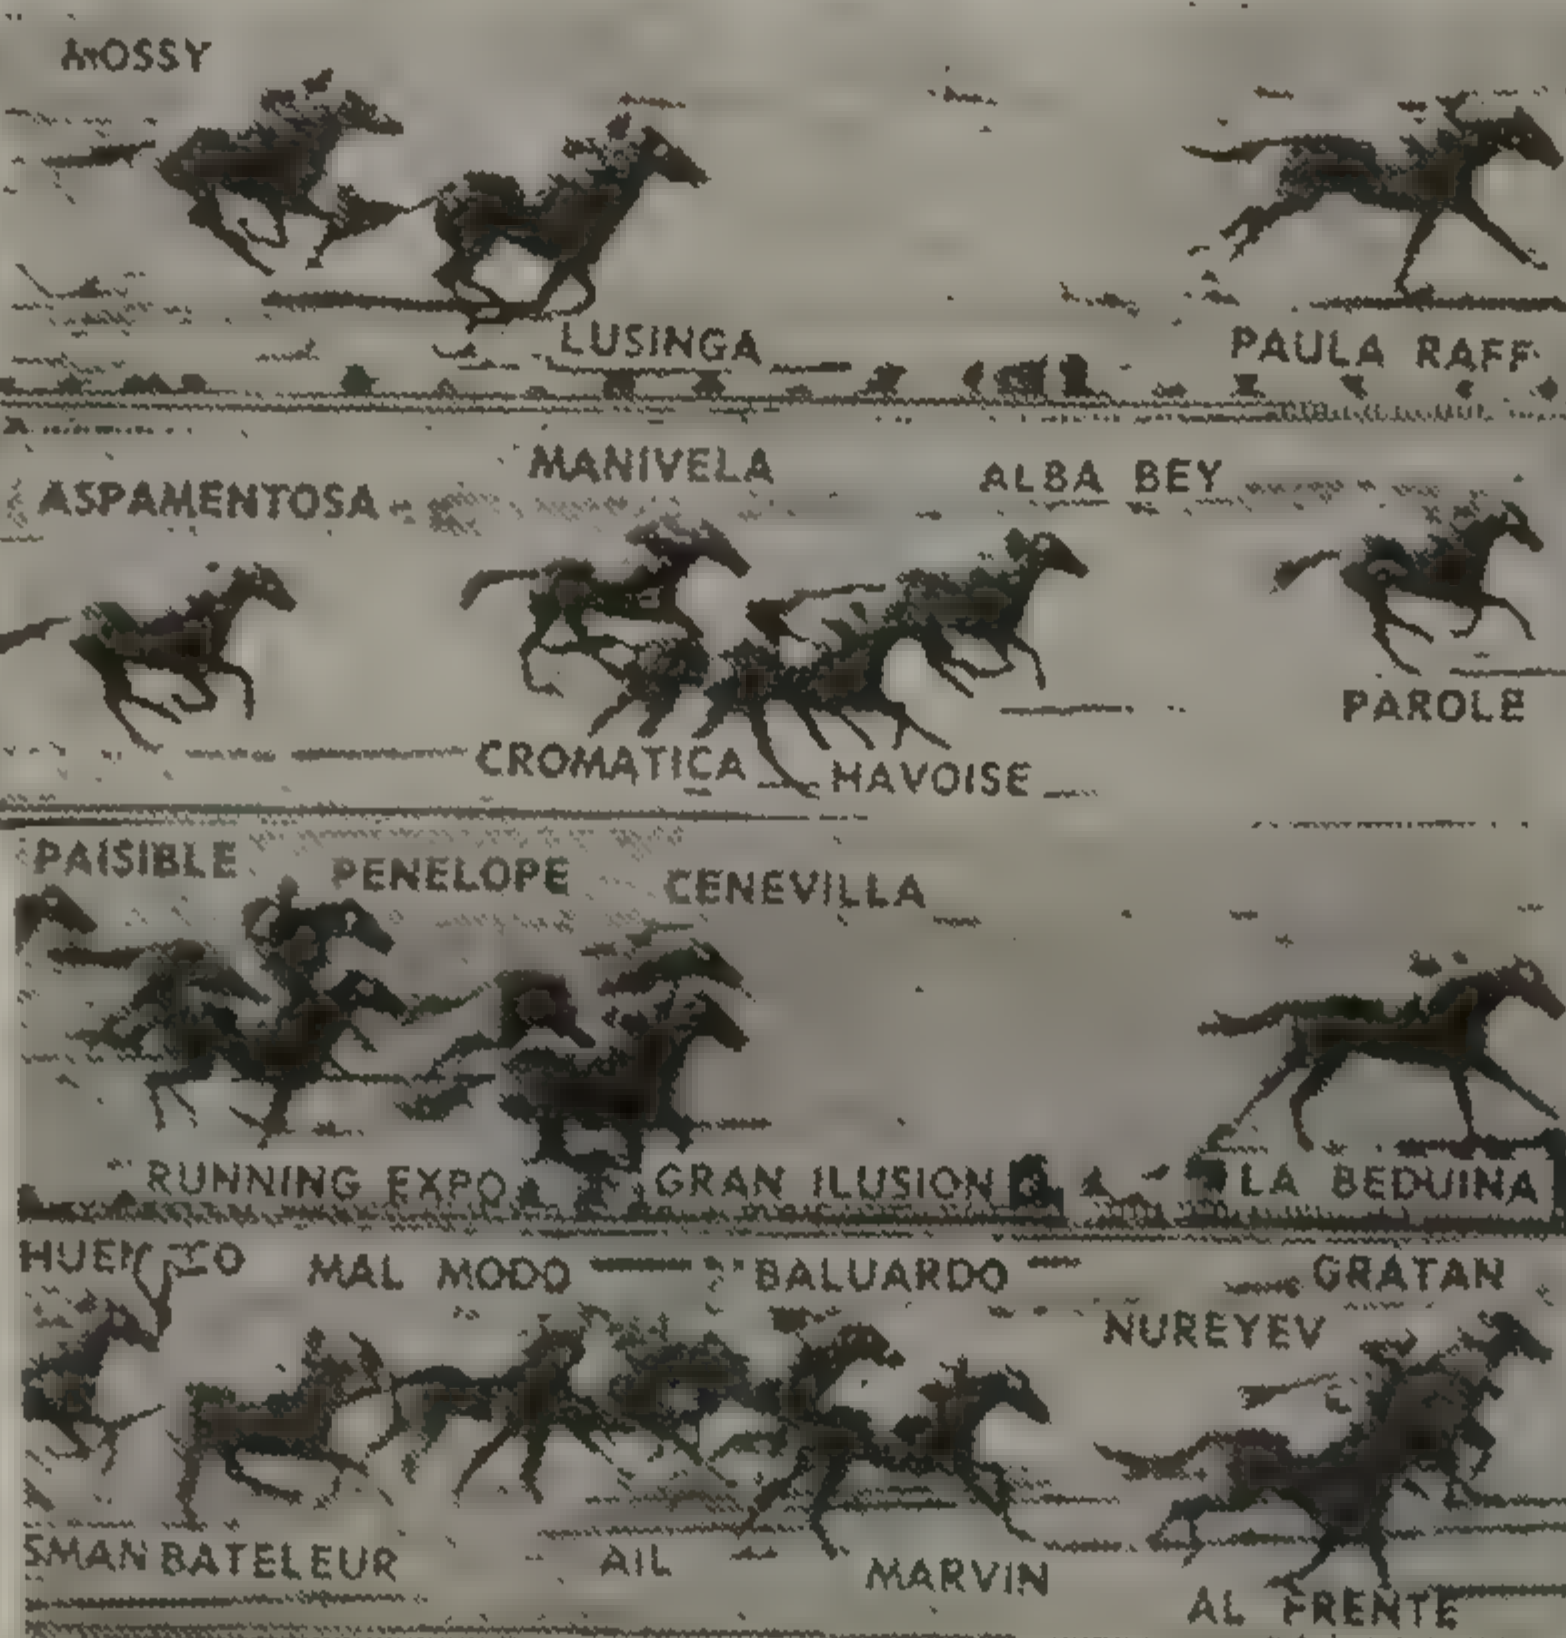 MOSSY
LUSINGA PAULA RAFF
MANIVELA ALBA BEY
ASPAMENTOSA
PAROLE
CROMATICA HAVOISE
PAISIBLE PENELOPE CENEVILLA
RUNNING EXPO GRAN ILUSION LA BEDUINA
MAL MODO BALUARDO GRATAN
NUREYEV
SMAN BATELEUR AIL MARVIN
AL FRENTE